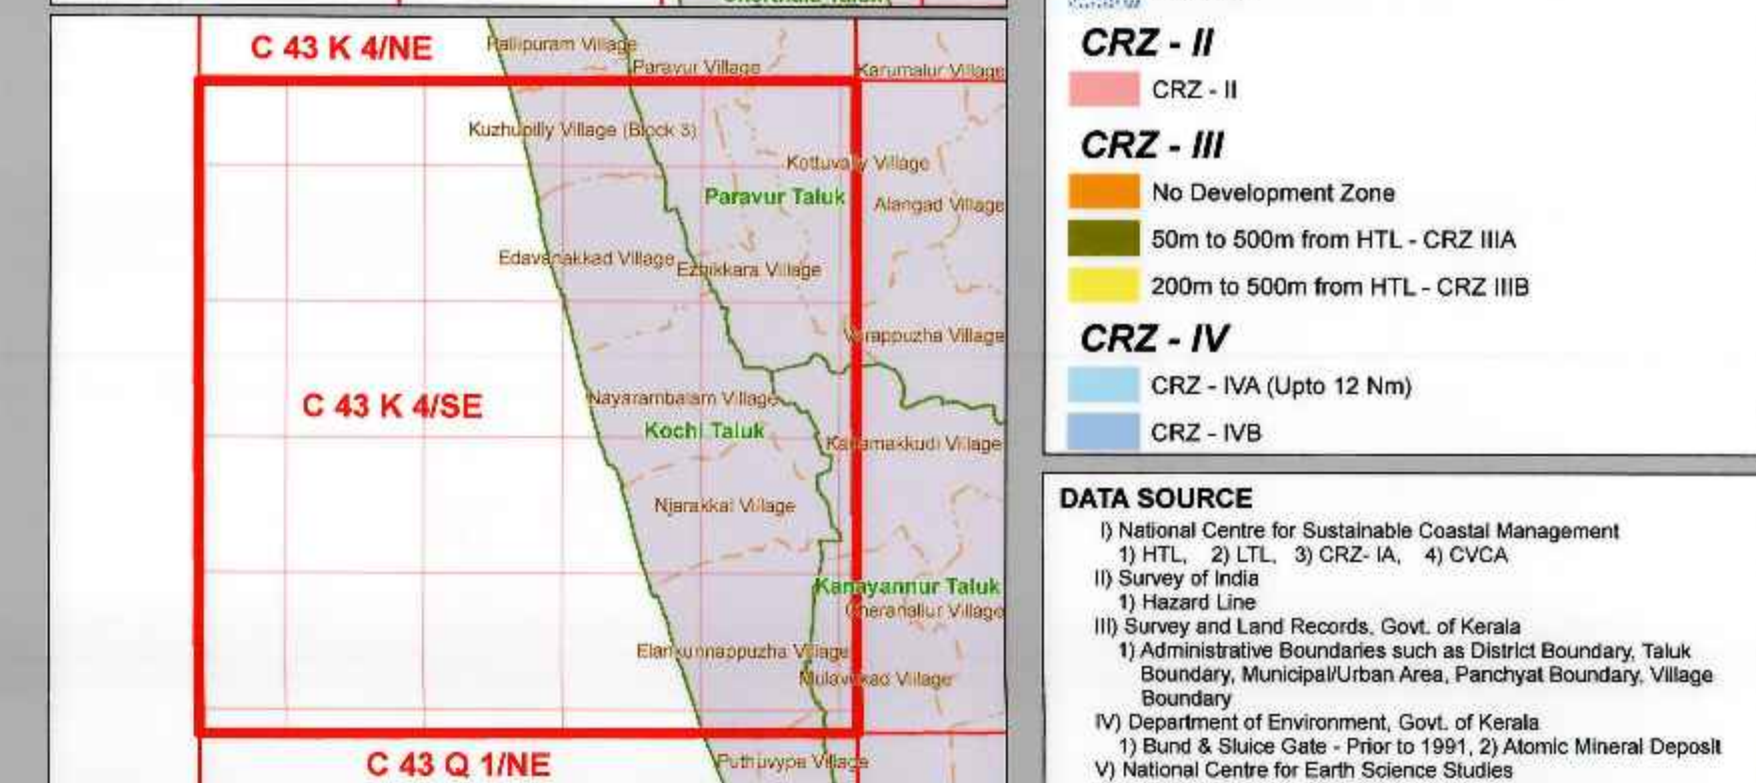 C 43 K 4/NE
Pallipuram Village
Paravur Village
Karumalur Village
Kuzhupilly Village (Block 3)
Kottuvally Village
Paravur Taluk
Alangad Village
Edavanakkad Village
Ezhikkara Village
Varappuzha Village
Nayarambalam Village
C 43 K 4/SE
Kochi Taluk
Kadamakkudi Village
Njarakkal Village
Kanayannur Taluk
Cheranallur Village
Elankunnappuzha Village
Mulavukad Village
C 43 Q 1/NE
Puthuvype Village
CRZ - II
CRZ - II
CRZ - III
No Development Zone
50m to 500m from HTL - CRZ IIIA
200m to 500m from HTL - CRZ IIIB
CRZ - IV
CRZ - IVA (Upto 12 Nm)
CRZ - IVB
DATA SOURCE
I) National Centre for Sustainable Coastal Management
1) HTL, 2) LTL, 3) CRZ- IA, 4) CVCA
II) Survey of India
1) Hazard Line
III) Survey and Land Records, Govt. of Kerala
1) Administrative Boundaries such as District Boundary, Taluk
Boundary, Municipal/Urban Area, Panchyat Boundary, Village
Boundary
IV) Department of Environment, Govt. of Kerala
1) Bund & Sluice Gate - Prior to 1991, 2) Atomic Mineral Deposit
V) National Centre for Earth Science Studies